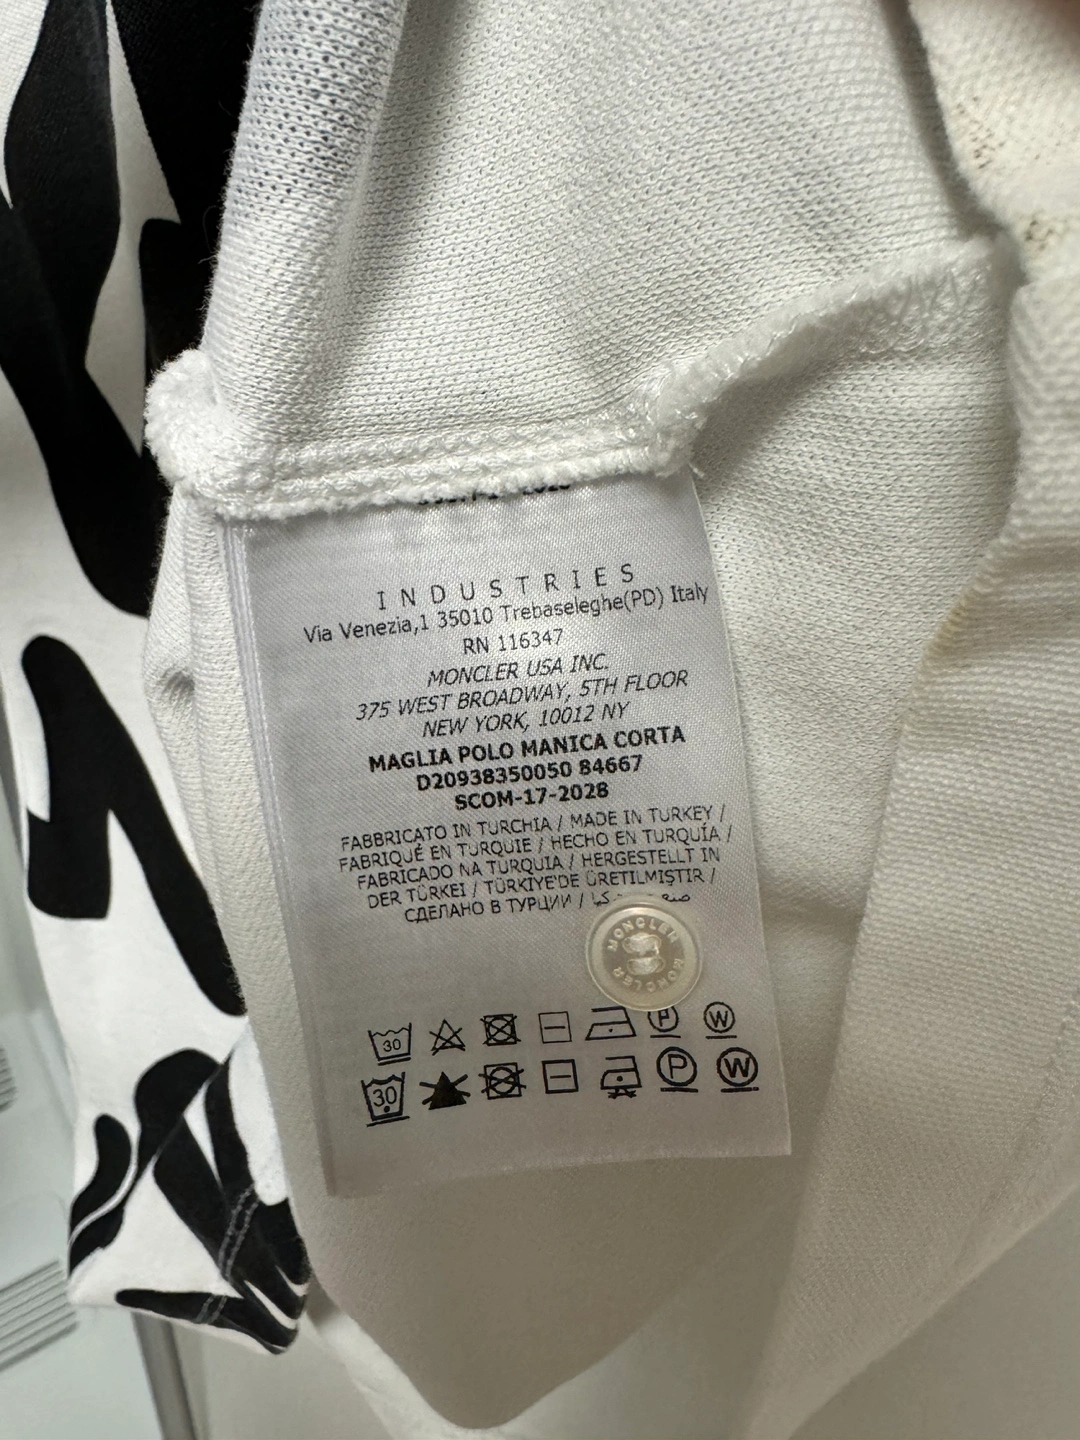 INDUSTRIES
Via Venezia,1 35010 Trebaseleghe(PD) Italy
RN 116347
MONCLER USA INC.
375 WEST BROADWAY, 5TH FLOOR
NEW YORK, 10012 NY
MAGLIA POLO MANICA CORTA
D20938350050 84667
SCOM-17-2028
FABBRICATO IN TURCHIA / MADE IN TURKEY /
FABRIQUÉ EN TURQUIE / HECHO EN TURQUÍA /
FABRICADO NA TURQUIA / HERGESTELLT IN
DER TÜRKEI / TÜRKİYE'DE ÜRETILMIŞTIR /
СДЕЛАНО В ТУРЦИИ /
MONCLER MONCLER
30 P W
30 P W